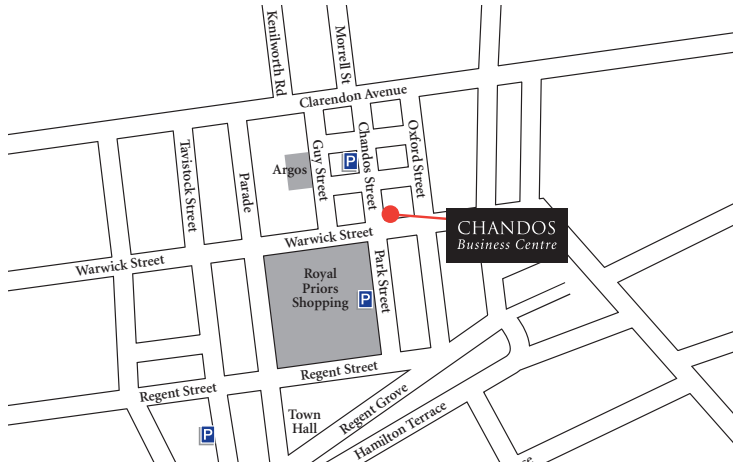 Kenilworth Rd
Morrell St
Clarendon Avenue
Tavistock Street
Parade
Argos
Guy Street
P
Chandos Street
Oxford Street
CHANDOS
Business Centre
Warwick Street
Warwick Street
Royal
Priors
Shopping
P
Park Street
Regent Street
Regent Street
P
Town
Hall
Regent Grove
Hamilton Terrace